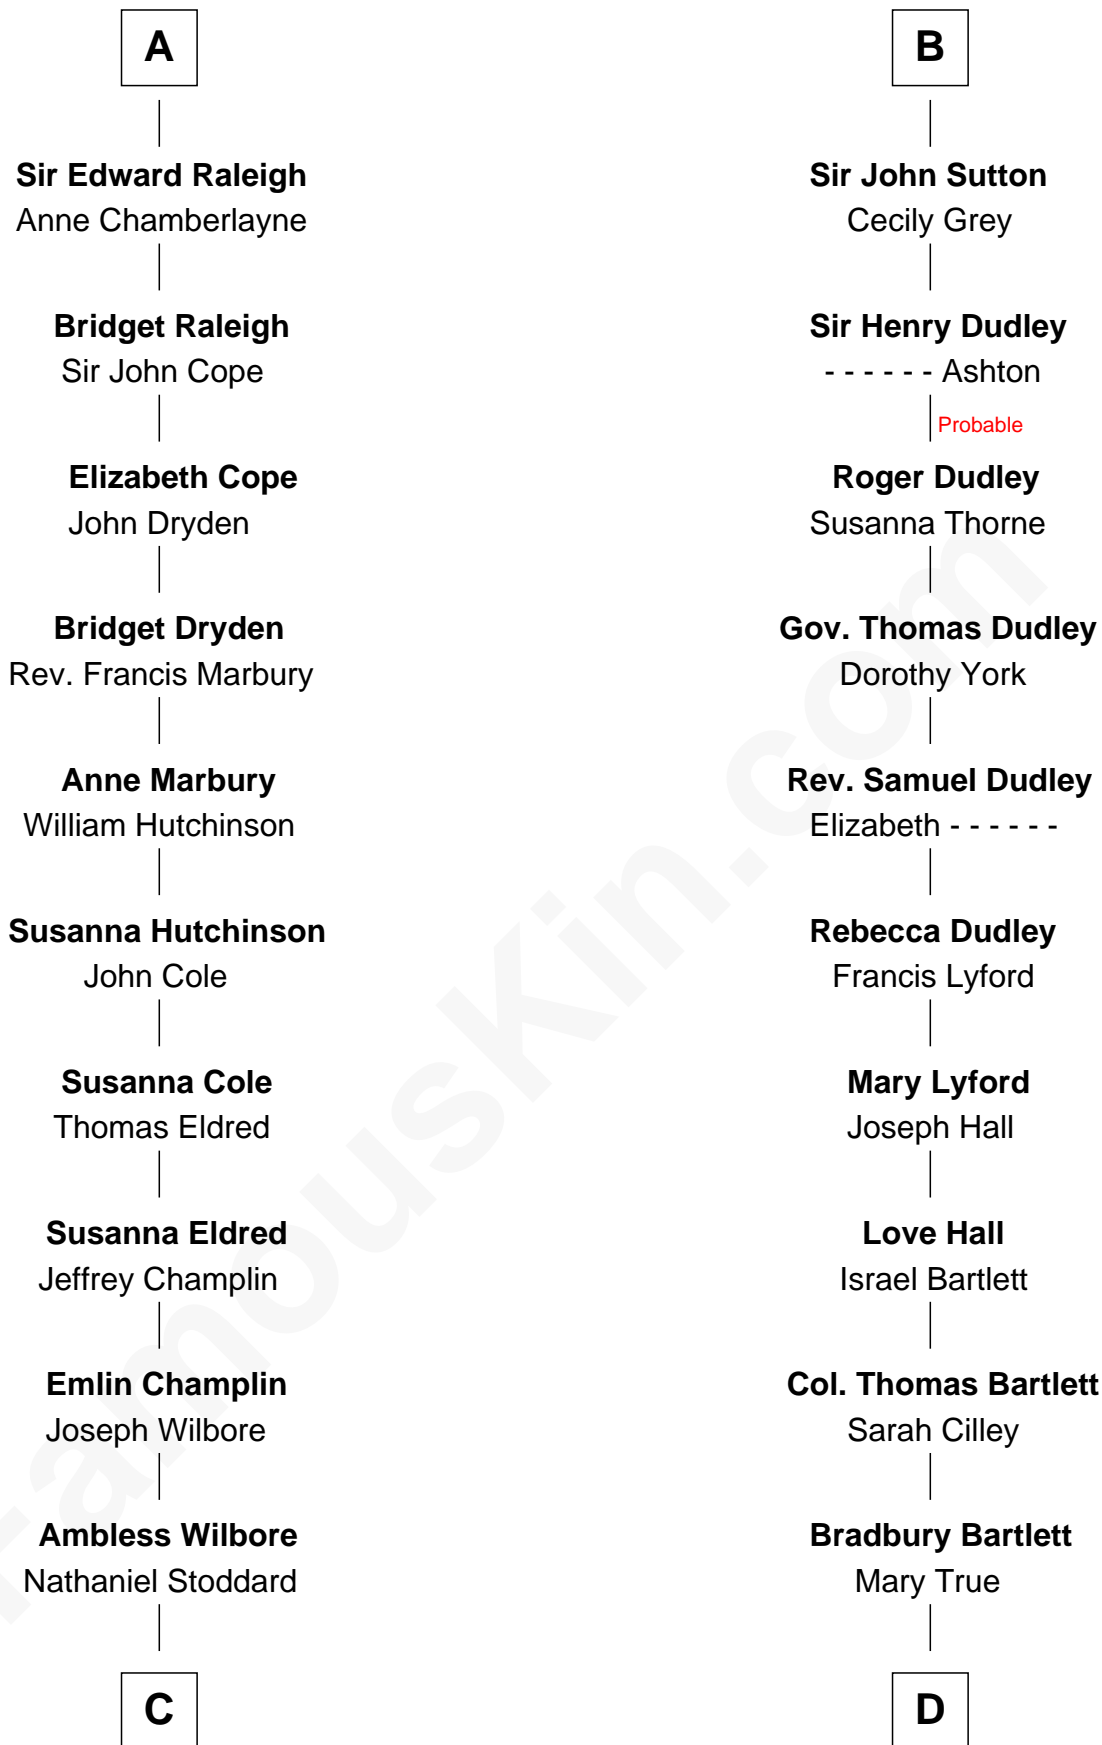 A
Sir Edward Raleigh
Anne Chamberlayne
Bridget Raleigh
Sir John Cope
Elizabeth Cope
John Dryden
Bridget Dryden
Rev. Francis Marbury
Anne Marbury
William Hutchinson
Susanna Hutchinson
John Cole
Susanna Cole
Thomas Eldred
Susanna Eldred
Jeffrey Champlin
Emlin Champlin
Joseph Wilbore
Ambless Wilbore
Nathaniel Stoddard
C
B
Sir John Sutton
Cecily Grey
Sir Henry Dudley
- - - - - - Ashton
Probable
Roger Dudley
Susanna Thorne
Gov. Thomas Dudley
Dorothy York
Rev. Samuel Dudley
Elizabeth - - - - - -
Rebecca Dudley
Francis Lyford
Mary Lyford
Joseph Hall
Love Hall
Israel Bartlett
Col. Thomas Bartlett
Sarah Cilley
Bradbury Bartlett
Mary True
D
FamousKin.com